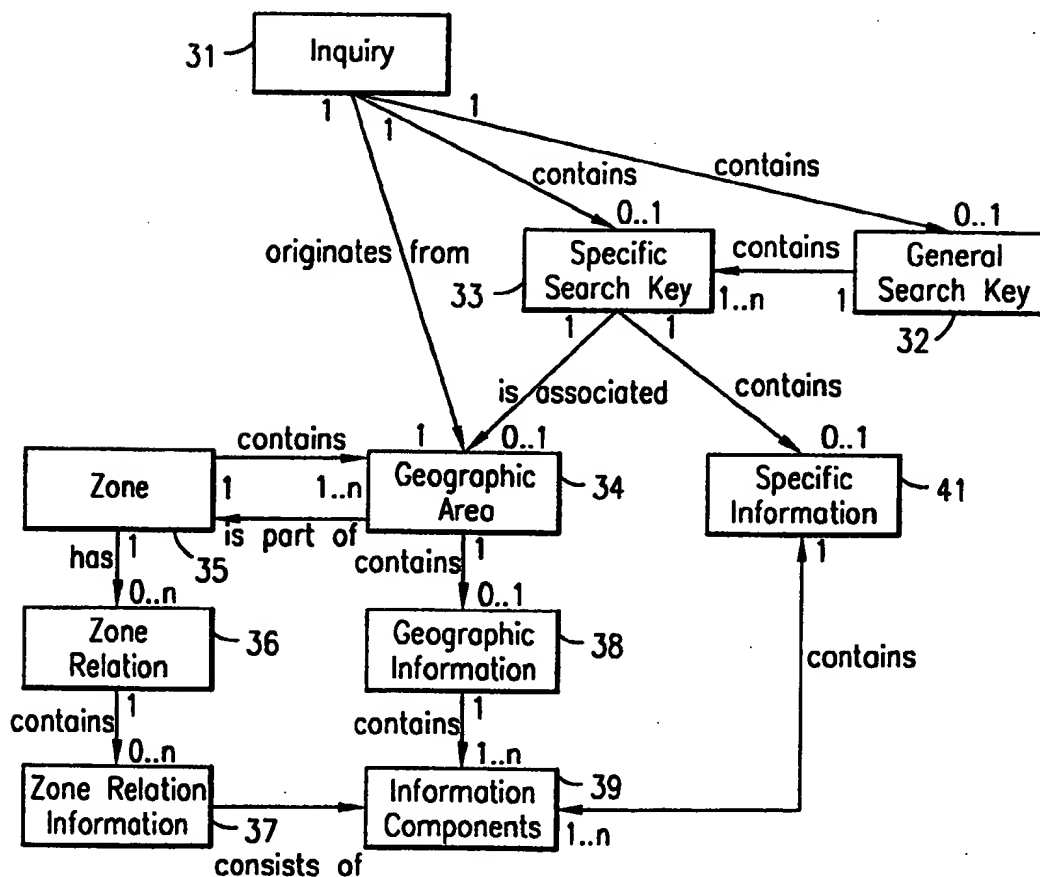 31
Inquiry
1
1
1
contains
contains
0..1
0..1
originates from
Specific
Search Key
33
contains
1..n
1
General
Search Key
32
1
1
is associated
contains
1
0..1
0..1
Zone
35
contains
1
1..n
is part of
Geographic
Area
34
Specific
Information
41
1
has
1
0..n
contains
1
0..1
Zone
Relation
36
Geographic
Information
38
contains
contains
1
0..n
contains
1
1..n
Zone Relation
Information
37
consists of
Information
Components
39
1..n